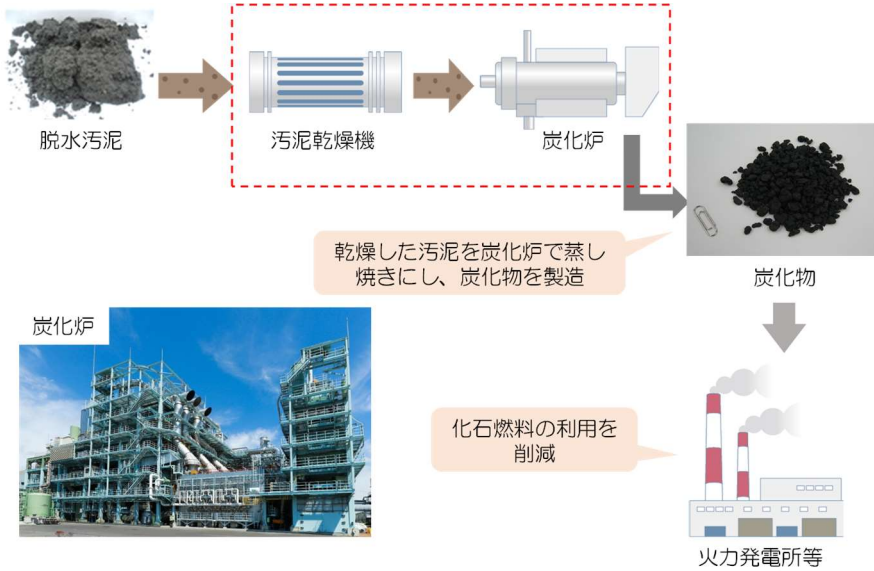 脱水汚泥
汚泥乾燥機
炭化炉
乾燥した汚泥を炭化炉で蒸し
焼きにし、炭化物を製造
炭化物
炭化炉
化石燃料の利用を
削減
火力発電所等